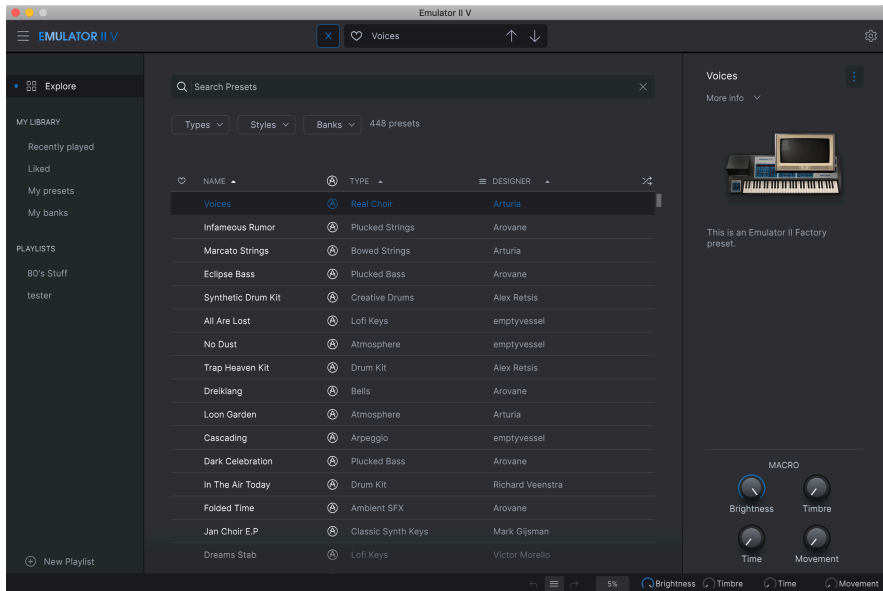 Emulator II V
EMULATOR II V
X Voices
Explore
MY LIBRARY
Recently played
Liked
My presets
My banks
PLAYLISTS
80's Stuff
tester
New Playlist
Search Presets
Types Styles Banks 448 presets
NAME TYPE DESIGNER
Voices Real Choir Arturia
Infamous Rumor Plucked Strings Arovane
Marcato Strings Bowed Strings Arturia
Eclipse Bass Plucked Bass Arovane
Synthetic Drum Kit Creative Drums Alex Retsis
All Are Lost Lofi Keys emptyvessel
No Dust Atmosphere emptyvessel
Trap Heaven Kit Drum Kit Alex Retsis
Dreiklang Bells Arovane
Loon Garden Atmosphere Arturia
Cascading Arpeggio emptyvessel
Dark Celebration Plucked Bass Arovane
In The Air Today Drum Kit Richard Veenstra
Folded Time Ambient SFX Arovane
Jan Choir E.P Classic Synth Keys Mark Gijsman
Dreams Stab Lofi Keys Victor Morello
Voices
More info
This is an Emulator II Factory
preset.
MACRO
Brightness Timbre
Time Movement
5% Brightness Timbre Time Movement